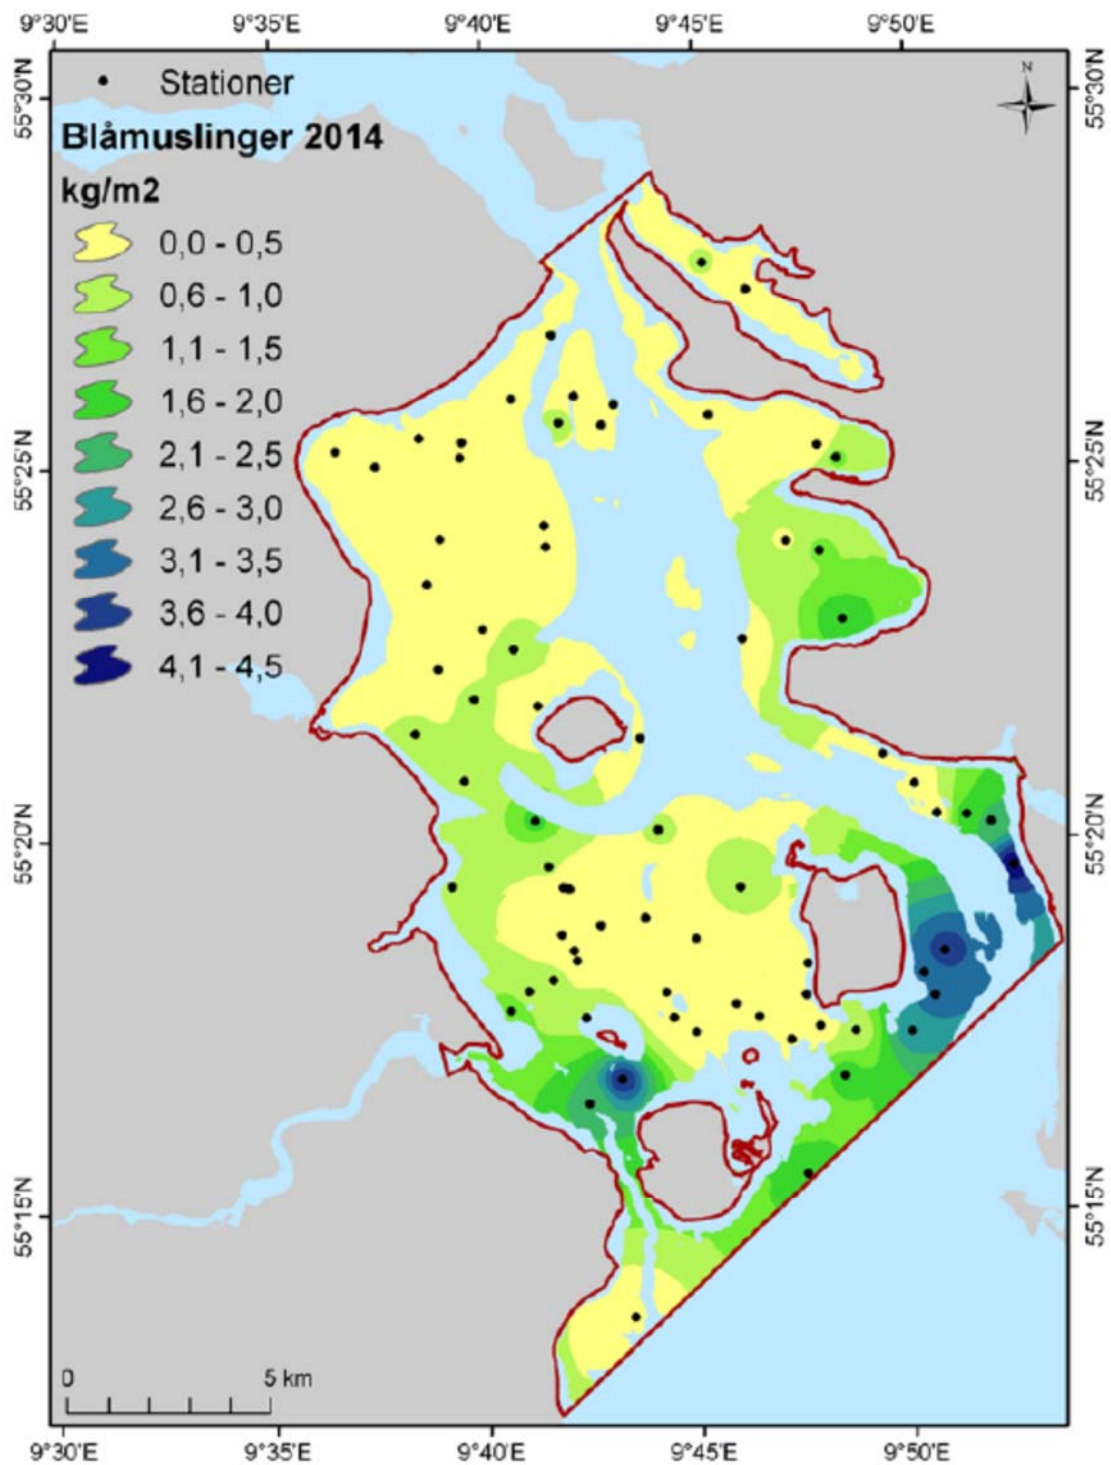 9°30'E 9°35'E 9°40'E 9°45'E 9°50'E
Stationer
Blåmuslinger 2014
kg/m2
0,0 - 0,5
0,6 - 1,0
1,1 - 1,5
1,6 - 2,0
2,1 - 2,5
2,6 - 3,0
3,1 - 3,5
3,6 - 4,0
4,1 - 4,5
N
55°30'N
55°25'N
55°20'N
55°15'N
55°30'N
55°25'N
55°20'N
55°15'N
0 5 km
9°30'E 9°35'E 9°40'E 9°45'E 9°50'E